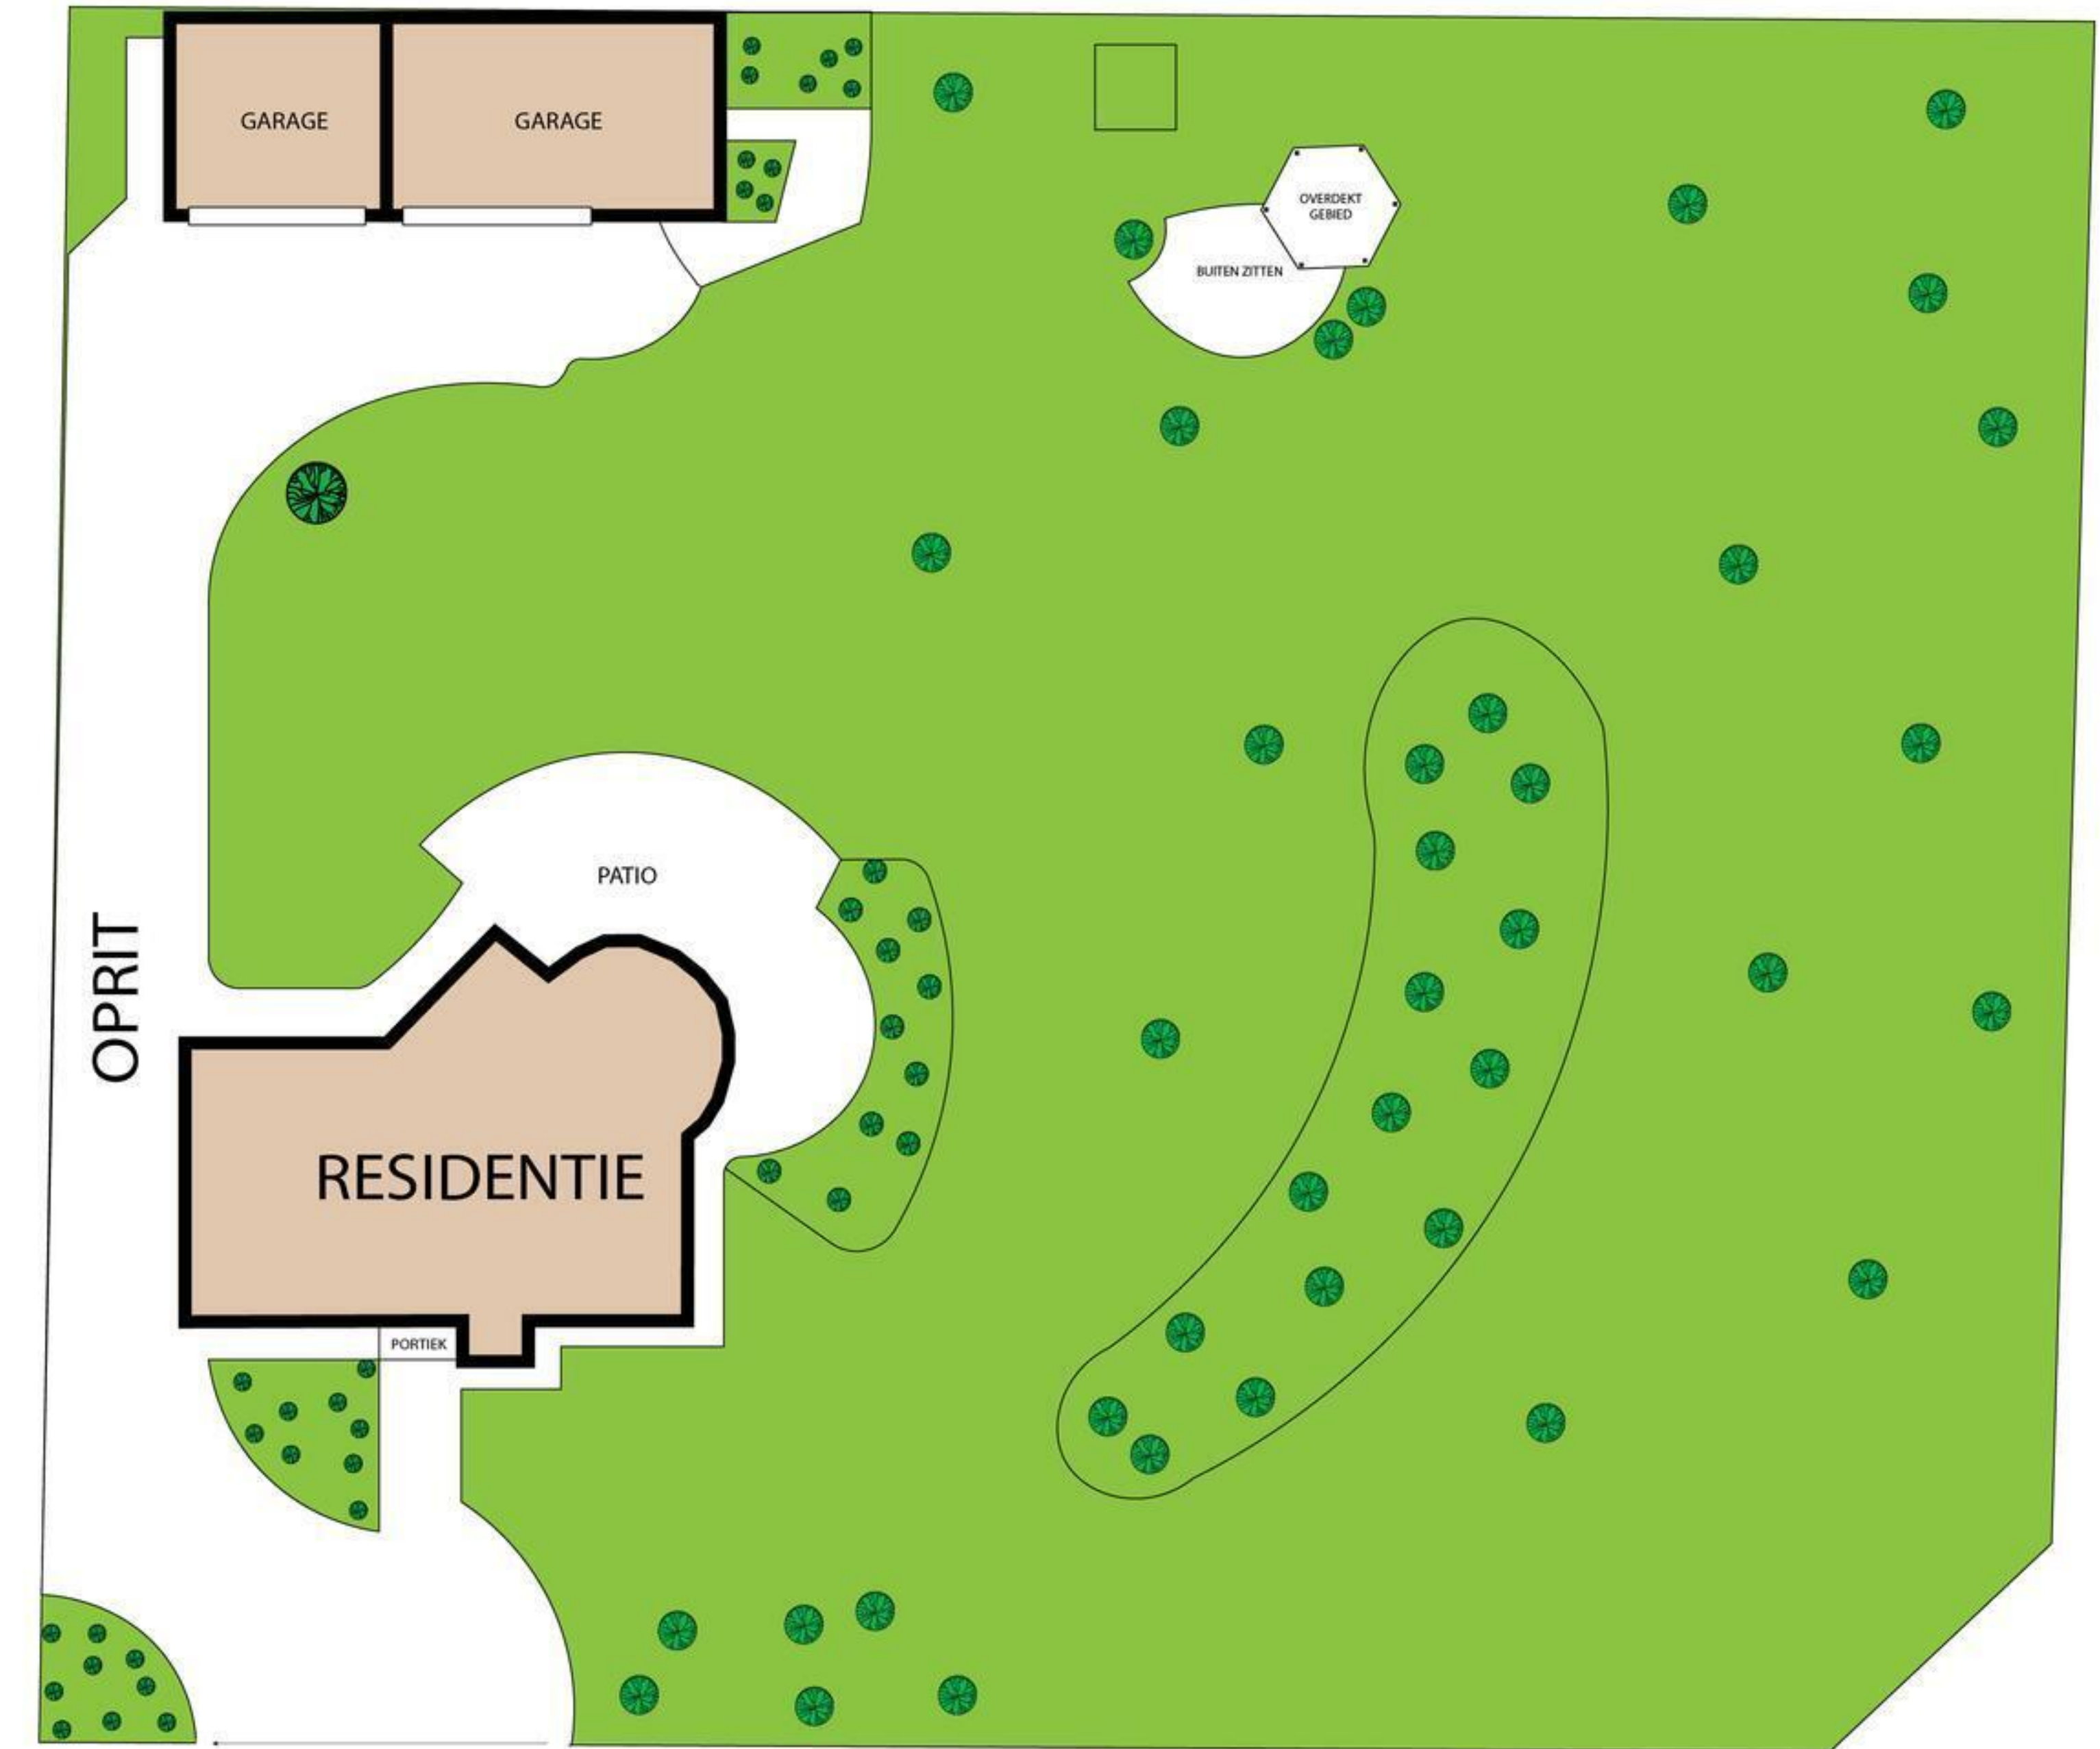 GARAGE
GARAGE
OVERDEKT
GEBIED
BUITEN ZITTEN
PATIO
OPRIT
RESIDENTIE
PORTIEK